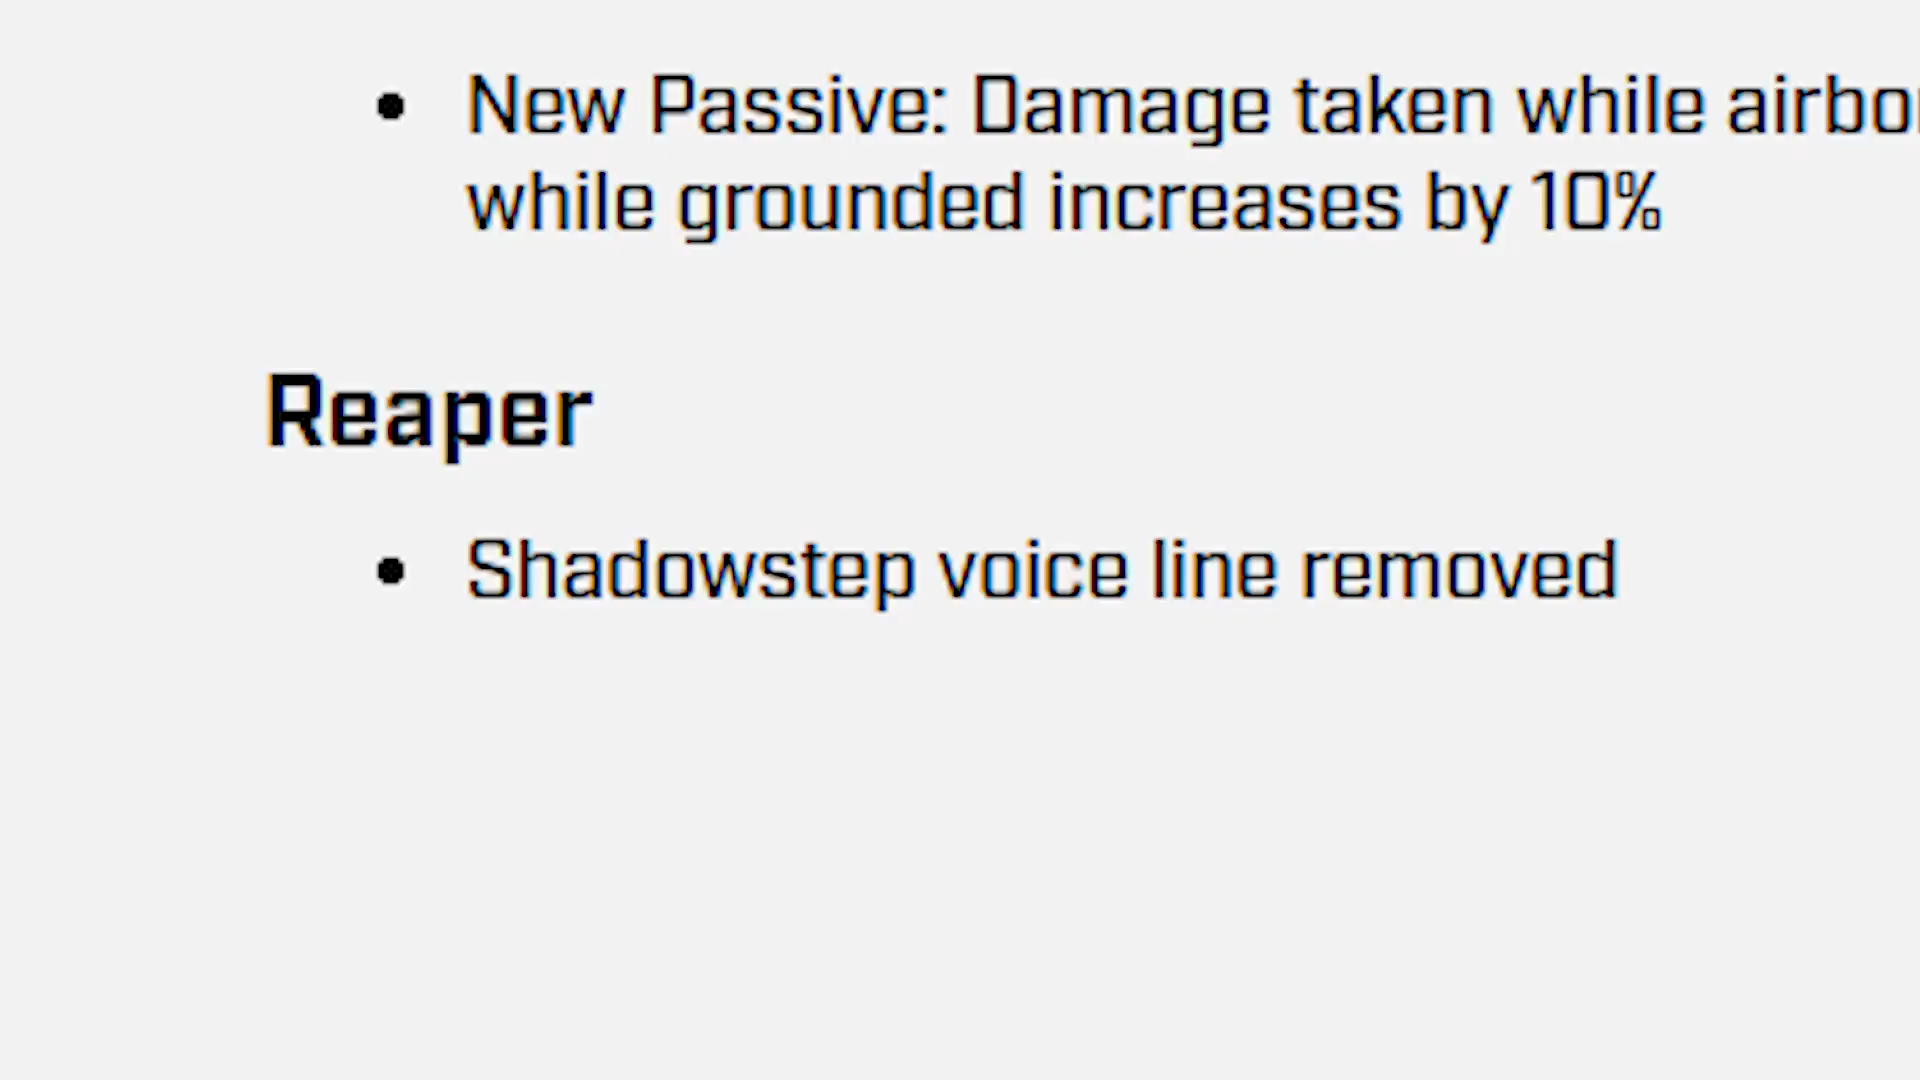 • New Passive: Damage taken while
while grounded increases by 10%
Reaper
• Shadowstep voice line removed